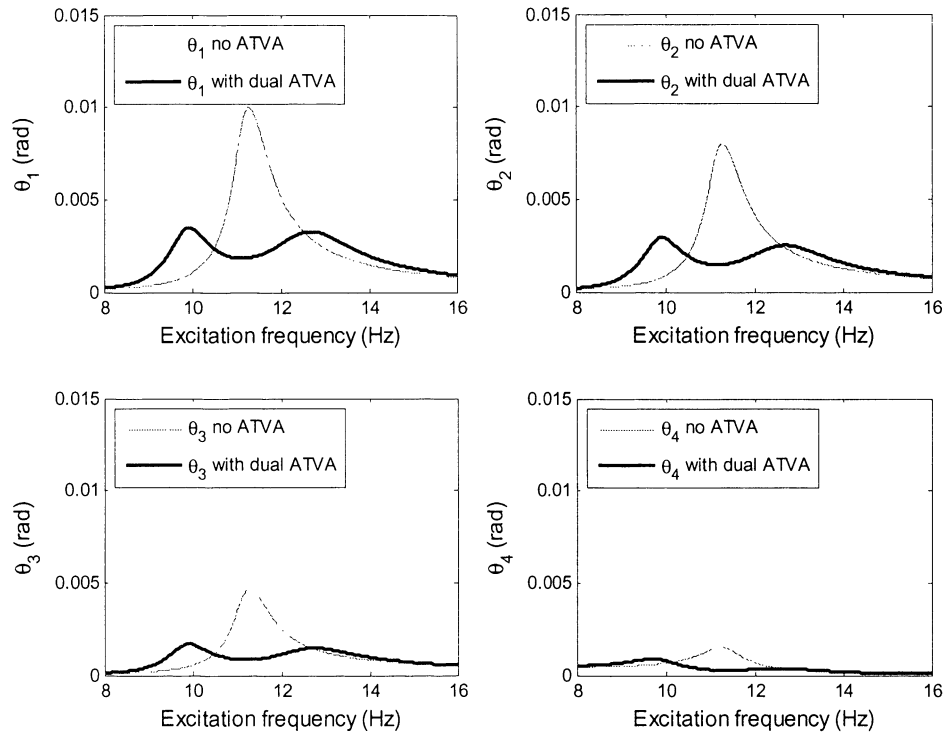 0.015
θ1 no ATVA
θ1 with dual ATVA
0.01
0.005
0
θ1 (rad)
8 10 12 14 16
Excitation frequency (Hz)
0.015
θ2 no ATVA
θ2 with dual ATVA
0.01
0.005
0
θ2 (rad)
8 10 12 14 16
Excitation frequency (Hz)
0.015
θ3 no ATVA
θ3 with dual ATVA
0.01
0.005
0
θ3 (rad)
8 10 12 14 16
Excitation frequency (Hz)
0.015
θ4 no ATVA
θ4 with dual ATVA
0.01
0.005
0
θ4 (rad)
8 10 12 14 16
Excitation frequency (Hz)